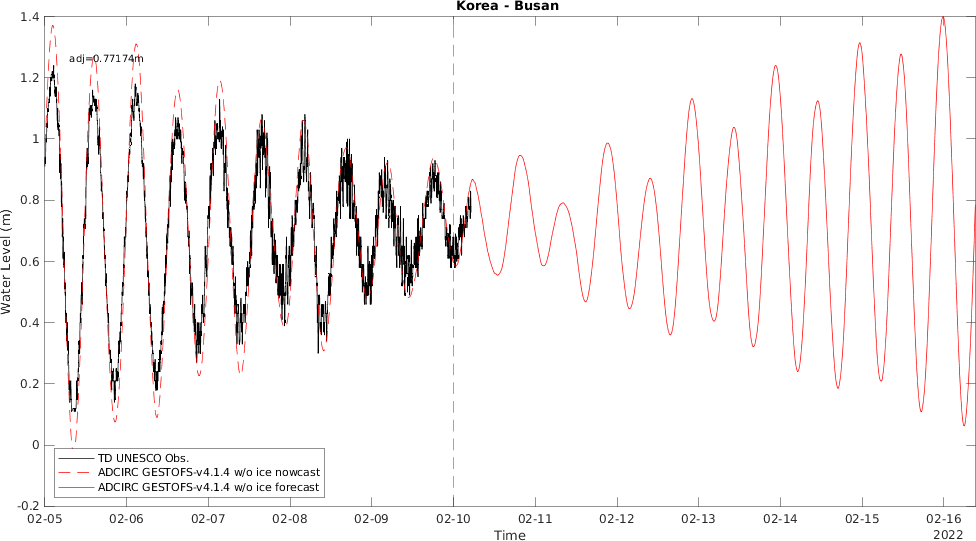 Korea - Busan
adj=0.77174m
Water Level (m)
1.4
1.2
1
0.8
0.6
0.4
0.2
0
-0.2
TD UNESCO Obs.
ADCIRC GESTOFS-v4.1.4 w/o ice nowcast
ADCIRC GESTOFS-v4.1.4 w/o ice forecast
02-05 02-06 02-07 02-08 02-09 02-10 02-11 02-12 02-13 02-14 02-15 02-16
Time
2022